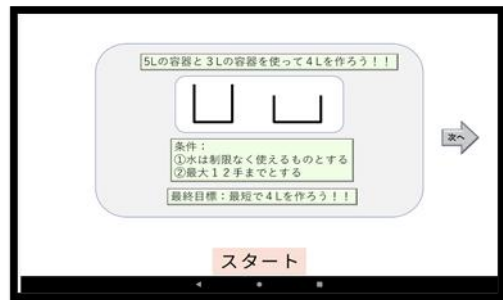 5Lの容器と3Lの容器を使って4Lを作ろう！！
条件：
①水は制限なく使えるものとする
②最大12手までとする
次へ
最終目標：最短で4Lを作ろう！！
スタート